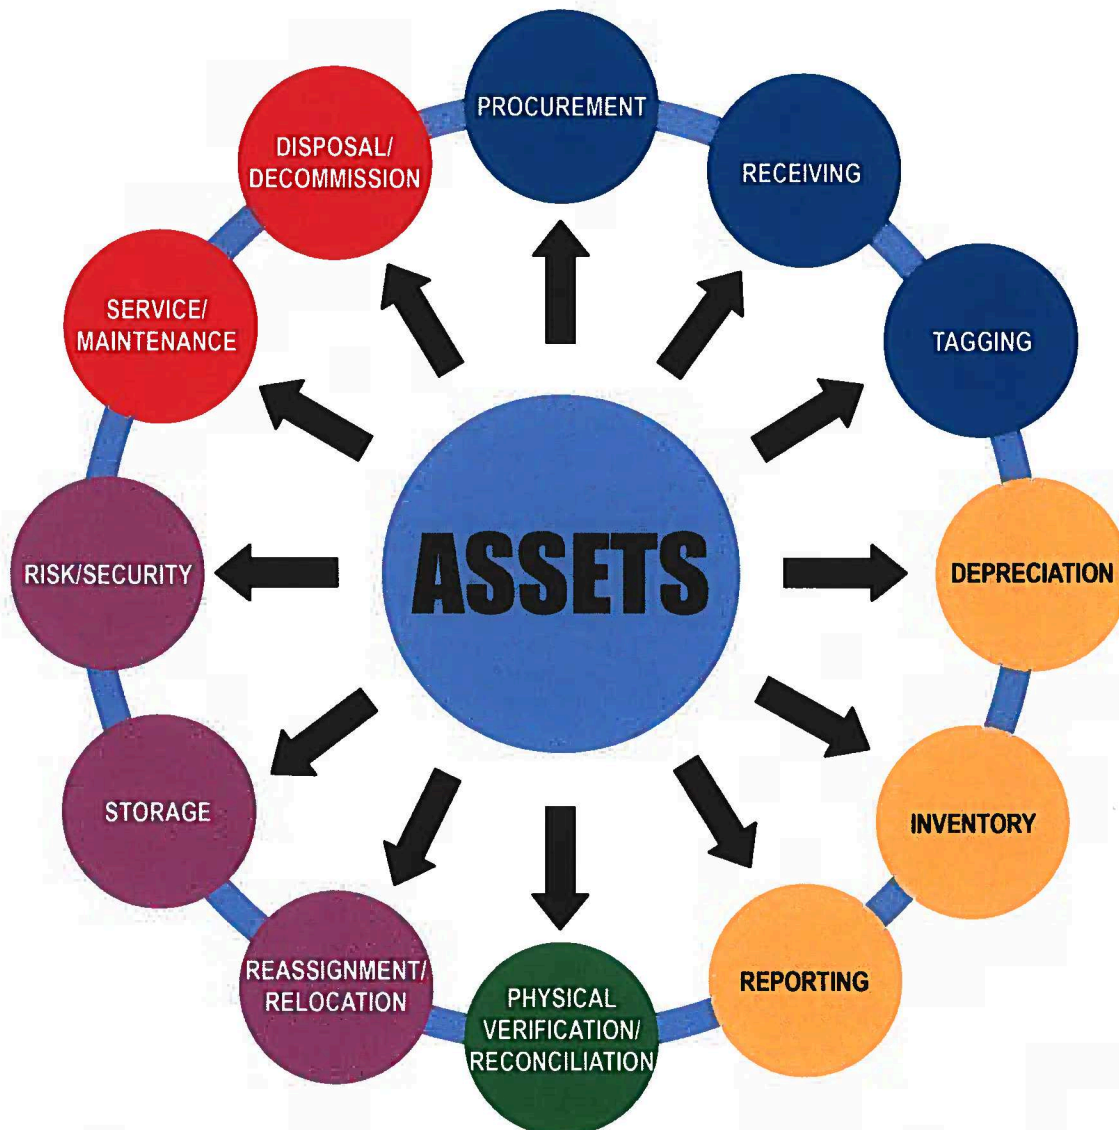 PROCUREMENT
RECEIVING
TAGGING
DEPRECIATION
INVENTORY
REPORTING
PHYSICAL
VERIFICATION/
RECONCILIATION
REASSIGNMENT/
RELOCATION
STORAGE
RISK/SECURITY
SERVICE/
MAINTENANCE
DISPOSAL/
DECOMMISSION
ASSETS